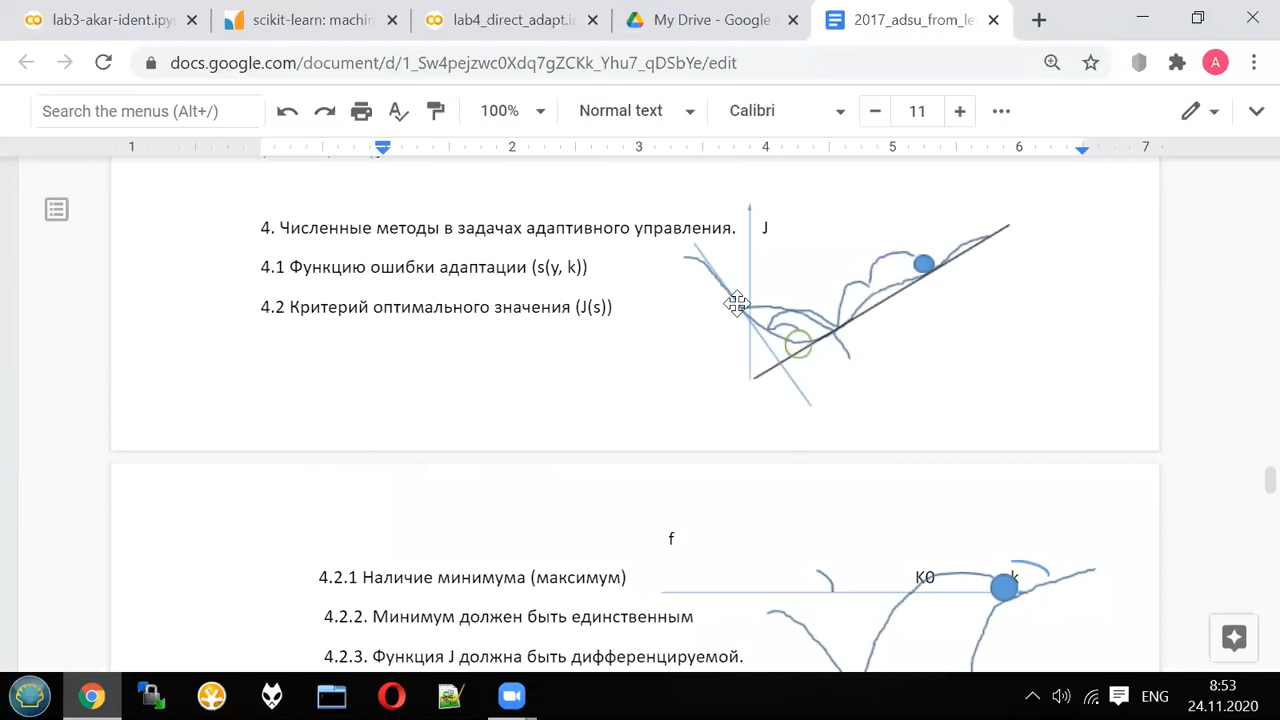 lab3-akar-ident.ipyn
scikit-learn: machin
lab4_direct_adapt
My Drive - Google
2017_adsu_from_le
docs.google.com/document/d/1_Sw4pejzwc0Xdq7gZCKk_Yhu7_qDSbYe/edit
A
Search the menus (Alt+/)
100%
Normal text
Calibri
11
1 1 2 3 4 5 6 7
4. Численные методы в задачах адаптивного управления. J
4.1 Функцию ошибки адаптации (s(y, k))
4.2 Критерий оптимального значения (J(s))
f
4.2.1 Наличие минимума (максимум) K0 k
4.2.2. Минимум должен быть единственным
4.2.3. Функция J должна быть дифференцируемой.
ENG
8:53
24.11.2020